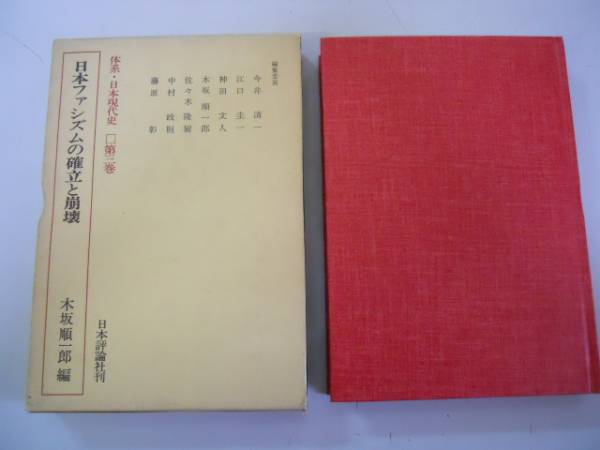 編集委員
今井 清一
江口 圭一
神田 文人
木坂 順一郎
佐々木 隆爾
中村 政則
藤原 彰
体系・日本現代史 第三巻
日本ファシズムの確立と崩壊
木坂順一郎 編
日本評論社刊